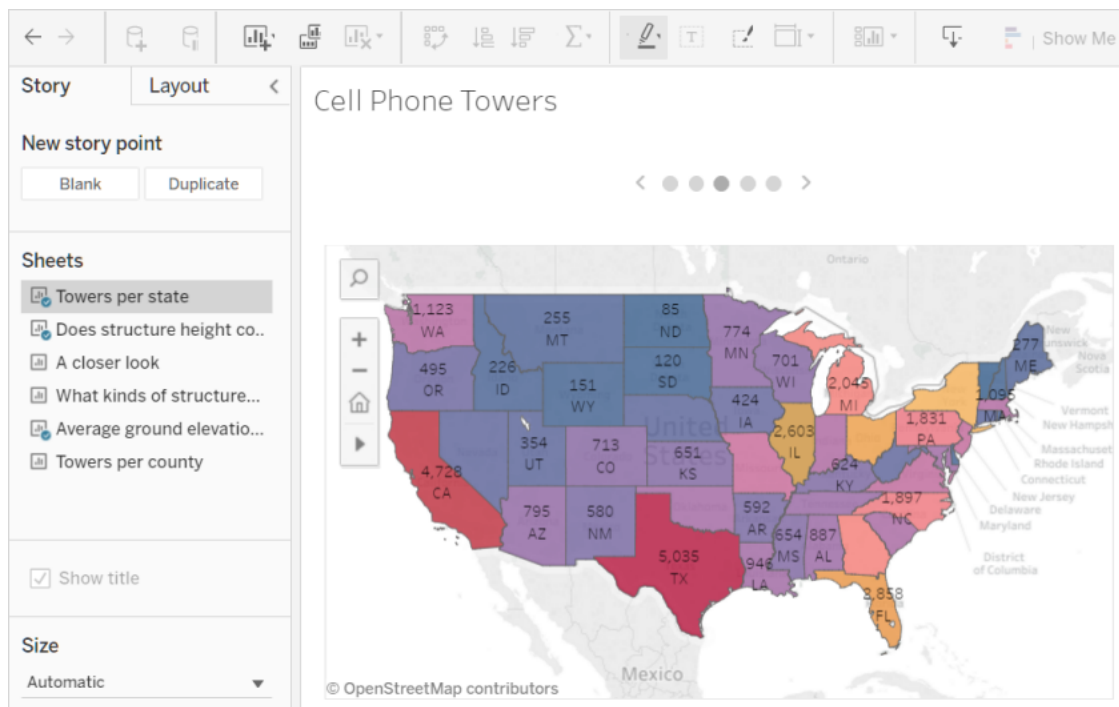 Show Me
Story
Layout
New story point
Blank
Duplicate
Sheets
Towers per state
Does structure height co..
A closer look
What kinds of structure...
Average ground elevatio...
Towers per county
Show title
Size
Automatic
Cell Phone Towers
Ontario
1,123
WA
255
MT
85
ND
774
MN
277
ME
New
unswick
Nova
Scotia
495
OR
226
ID
151
WY
120
SD
701
WI
2,045
MI
1,095
MA
Vermont
New Hampsh
Massachuset
Rhode Island
Connecticut
New Jersey
Delaware
Maryland
District
of Columbia
424
IA
1,831
PA
United
States
4,728
CA
354
UT
713
CO
651
KS
2,603
IL
624
KY
1,897
NC
795
AZ
580
NM
592
AR
654
MS
887
AL
5,035
TX
946
LA
2,858
FL
Mexico
© OpenStreetMap contributors